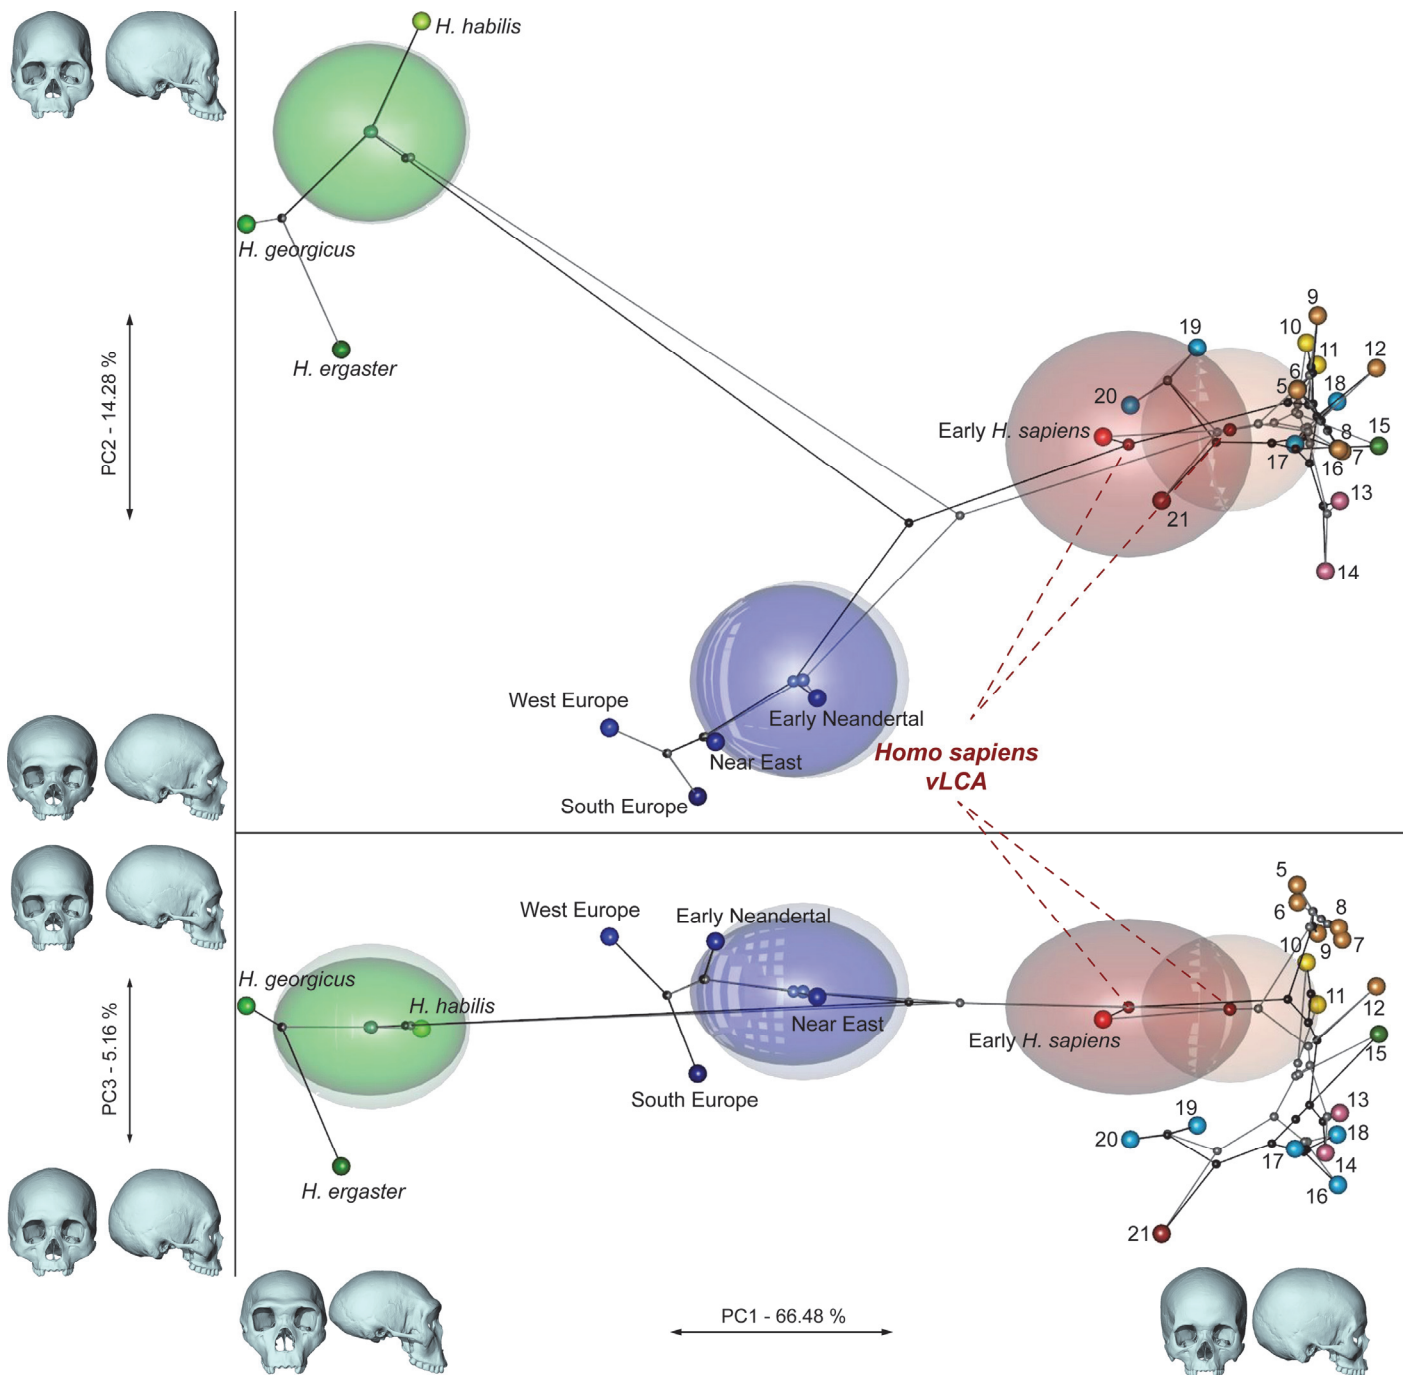 H. habilis
H. georgicus
H. ergaster
PC2 - 14.28 %
9
10
11
12
19
6
5
18
20
Early H. sapiens
15
8
7
17
16
13
21
14
West Europe
Early Neandertal
Near East
South Europe
Homo sapiens
vLCA
5
6
8
7
10
9
West Europe
Early Neandertal
H. georgicus
H. habilis
12
11
Near East
Early H. sapiens
15
PC3 - 5.16 %
South Europe
13
19
20
18
17
14
16
H. ergaster
21
PC1 - 66.48 %